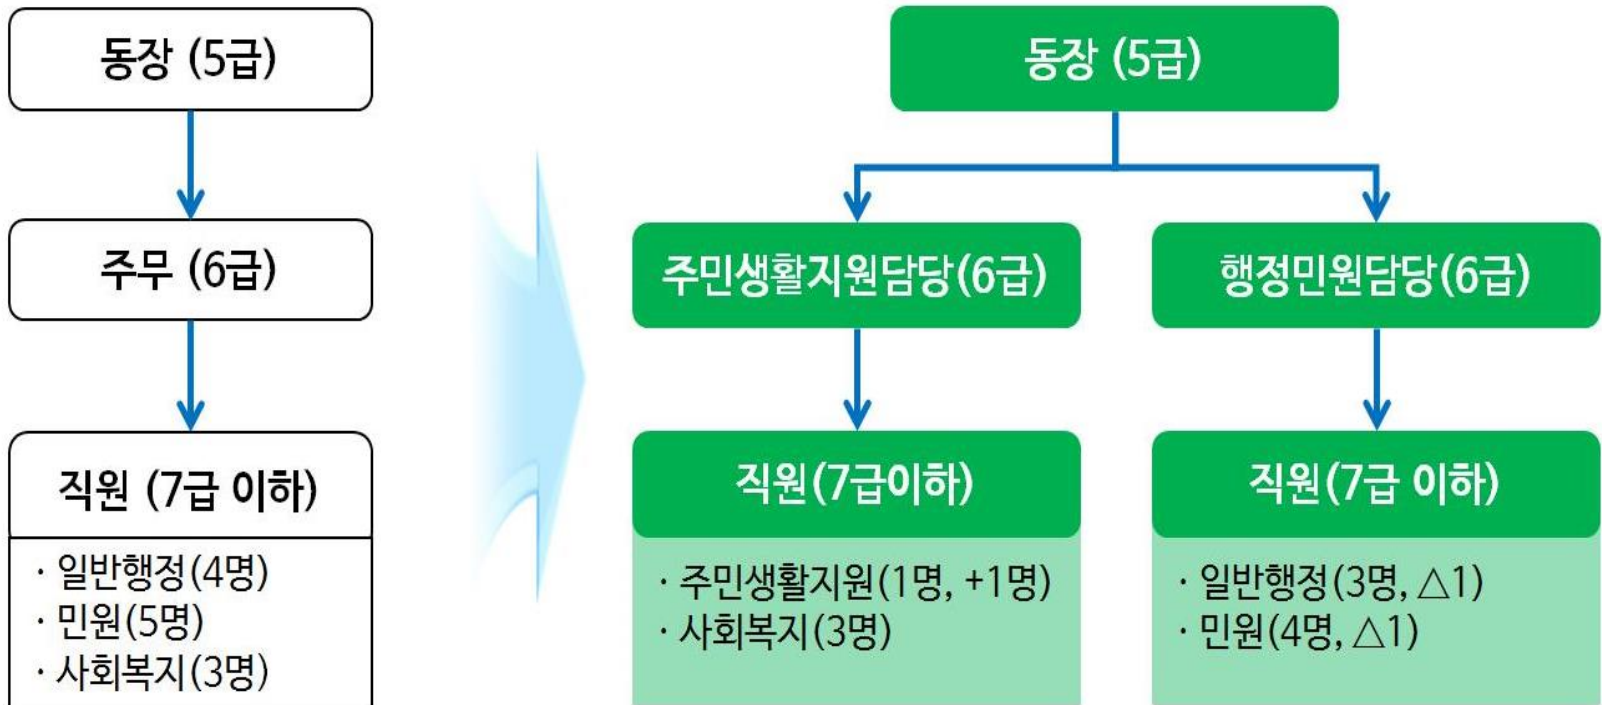 동장 (5급)
주무 (6급)
직원 (7급 이하)
· 일반행정(4명)
· 민원(5명)
· 사회복지(3명)
동장 (5급)
주민생활지원담당(6급)
직원(7급이하)
· 주민생활지원(1명, +1명)
· 사회복지(3명)
행정민원담당(6급)
직원(7급 이하)
· 일반행정(3명, △1)
· 민원(4명, △1)